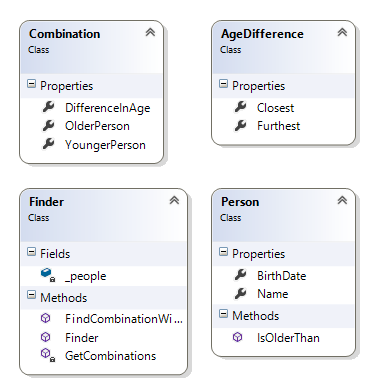 Combination
Class
Properties
DifferenceInAge
OlderPerson
YoungerPerson
AgeDifference
Class
Properties
Closest
Furthest
Finder
Class
Fields
_people
Methods
FindCombinationWi...
Finder
GetCombinations
Person
Class
Properties
BirthDate
Name
Methods
IsOlderThan